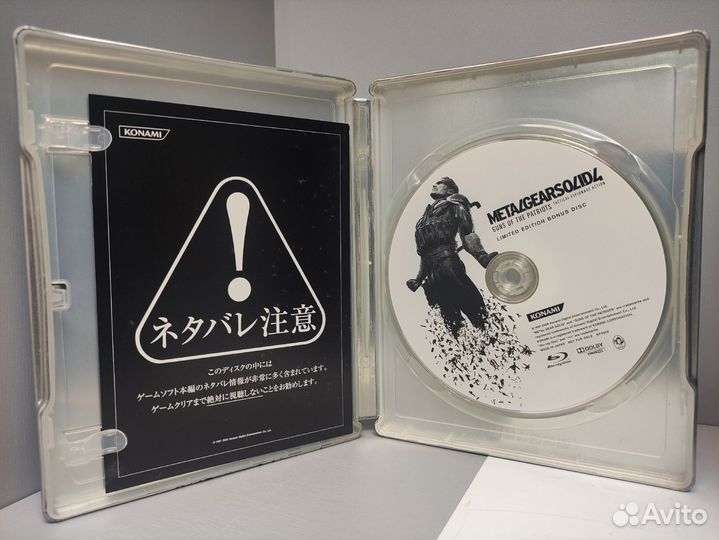 KONAMI
!
ネタバレ注意
このディスクの中には
ゲームソフト本編のネタバレ情報が非常に多く含まれています。
ゲームクリアまで絶対に視聴しないことをお勧めします。
METAL GEAR SOLID 4
GUNS OF THE PATRIOTS TACTICAL ESPIONAGE ACTION
LIMITED EDITION BONUS DISC
KONAMI
Blu-ray Disc
DOLBY
Avito